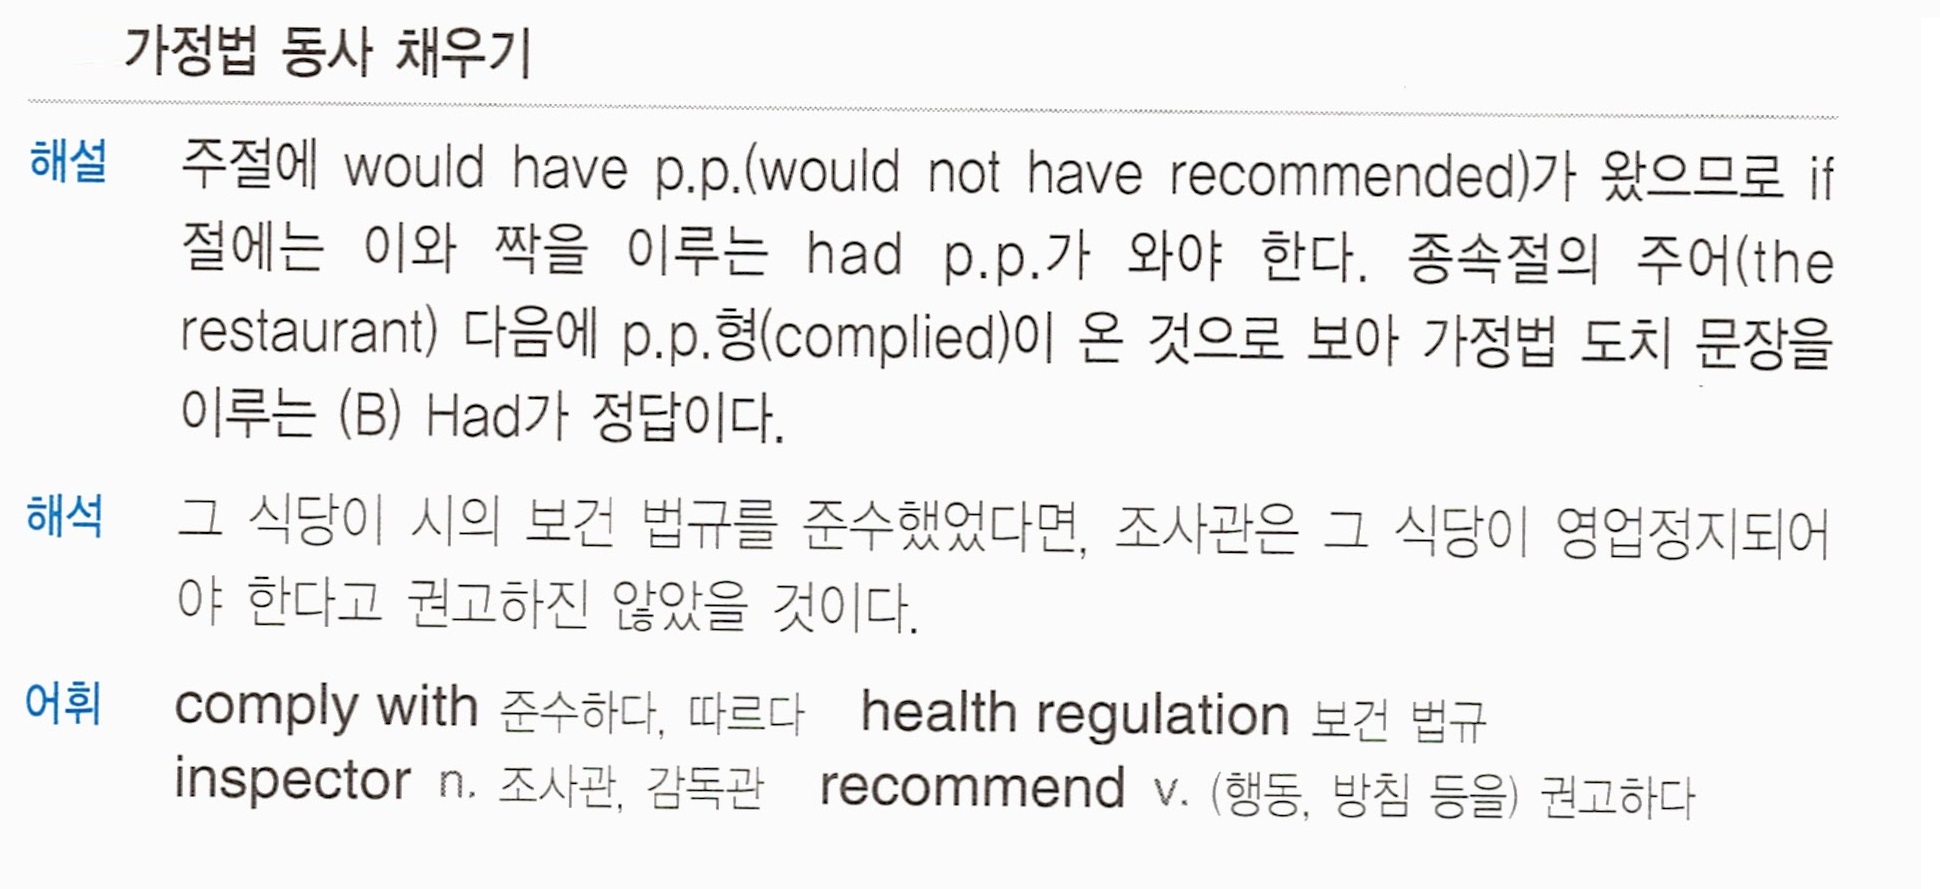 가정법 동사 채우기
해설 주절에 would have p.p.(would not have recommended)가 왔으므로 if
절에는 이와 짝을 이루는 had p.p.가 와야 한다. 종속절의 주어(the
restaurant) 다음에 p.p.형(complied)이 온 것으로 보아 가정법 도치 문장을
이루는 (B) Had가 정답이다.
해석 그 식당이 시의 보건 법규를 준수했었다면, 조사관은 그 식당이 영업정지되어
야 한다고 권고하진 않았을 것이다.
어휘 comply with 준수하다, 따르다 health regulation 보건 법규
inspector n. 조사관, 감독관 recommend v. (행동, 방침 등을) 권고하다